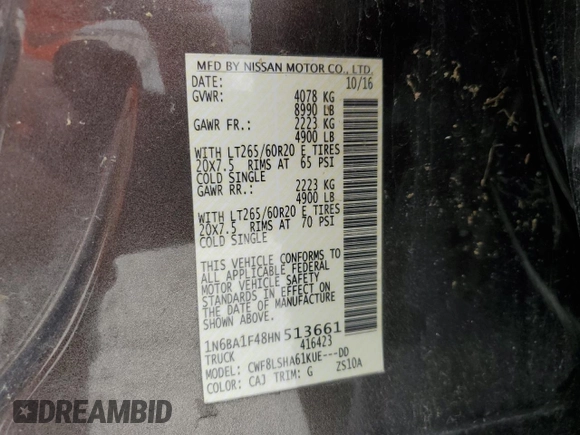 MFD BY NISSAN MOTOR CO., LTD.
DATE: 10/16
GVWR: 4078 KG
8990 LB
GAWR FR.: 2223 KG
4900 LB
WITH LT265/60R20 E TIRES
20X7.5 RIMS AT 65 PSI
COLD SINGLE
GAWR RR.: 2223 KG
4900 LB
WITH LT265/60R20 E TIRES
20X7.5 RIMS AT 70 PSI
COLD SINGLE
THIS VEHICLE CONFORMS TO
ALL APPLICABLE FEDERAL
MOTOR VEHICLE SAFETY
STANDARDS IN EFFECT ON
THE DATE OF MANUFACTURE
SHOWN ABOVE.
1N6BA1F48HN513661
TRUCK 416423
MODEL: CWF8LSHA61KUE---DD
COLOR: CAJ TRIM: G ZS10A
DREAMBID